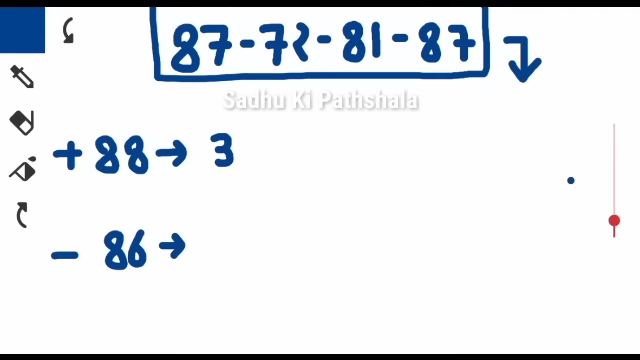 87-72-81-87
Sadhu Ki Pathshala
+ 88 → 3
- 86 →